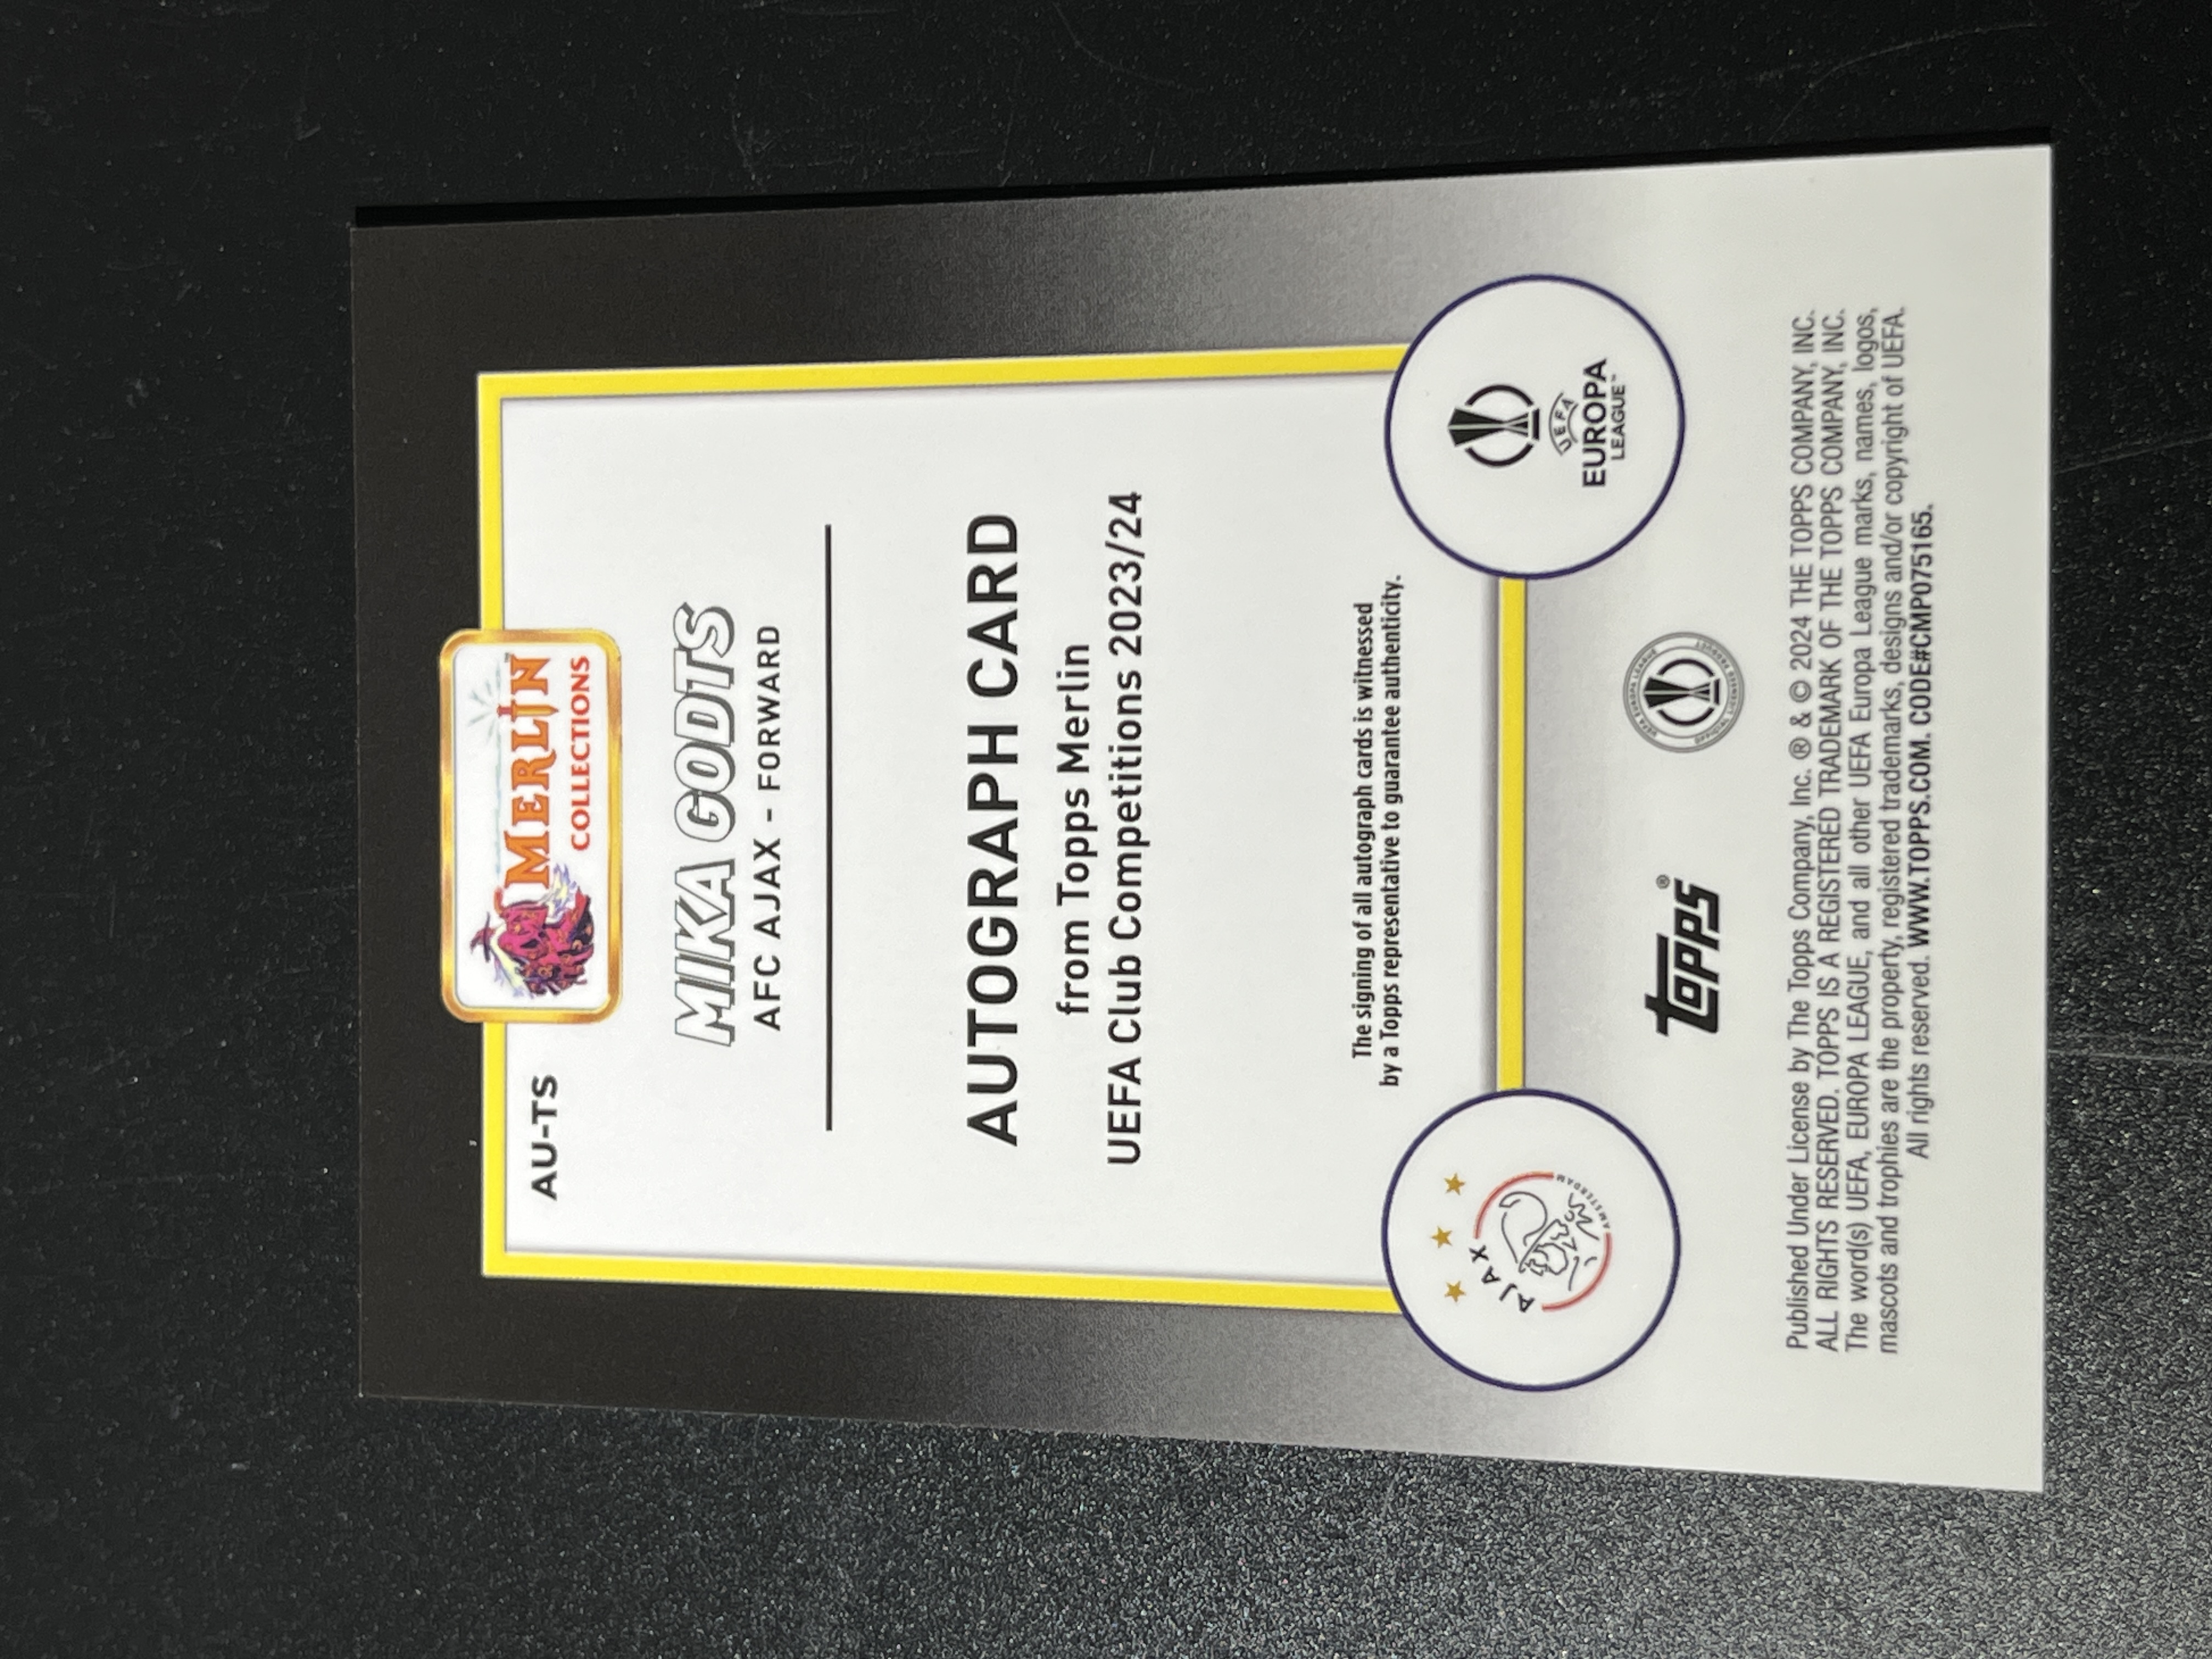 AU-TS
MERLIN™
COLLECTIONS
MIKA GODTS
AFC AJAX - FORWARD
AUTOGRAPH CARD
from Topps Merlin
UEFA Club Competitions 2023/24
The signing of all autograph cards is witnessed
by a Topps representative to guarantee authenticity.
AJAX
AMSTERDAM
UEFA
EUROPA
LEAGUE™
topps®
Published Under License by The Topps Company, Inc. ® & © 2024 THE TOPPS COMPANY, INC.
ALL RIGHTS RESERVED. TOPPS IS A REGISTERED TRADEMARK OF THE TOPPS COMPANY, INC.
The word(s) UEFA, EUROPA LEAGUE, and all other UEFA Europa League marks, names, logos,
mascots and trophies are the property, registered trademarks, designs and/or copyright of UEFA.
All rights reserved. WWW.TOPPS.COM. CODE#CMP075165.